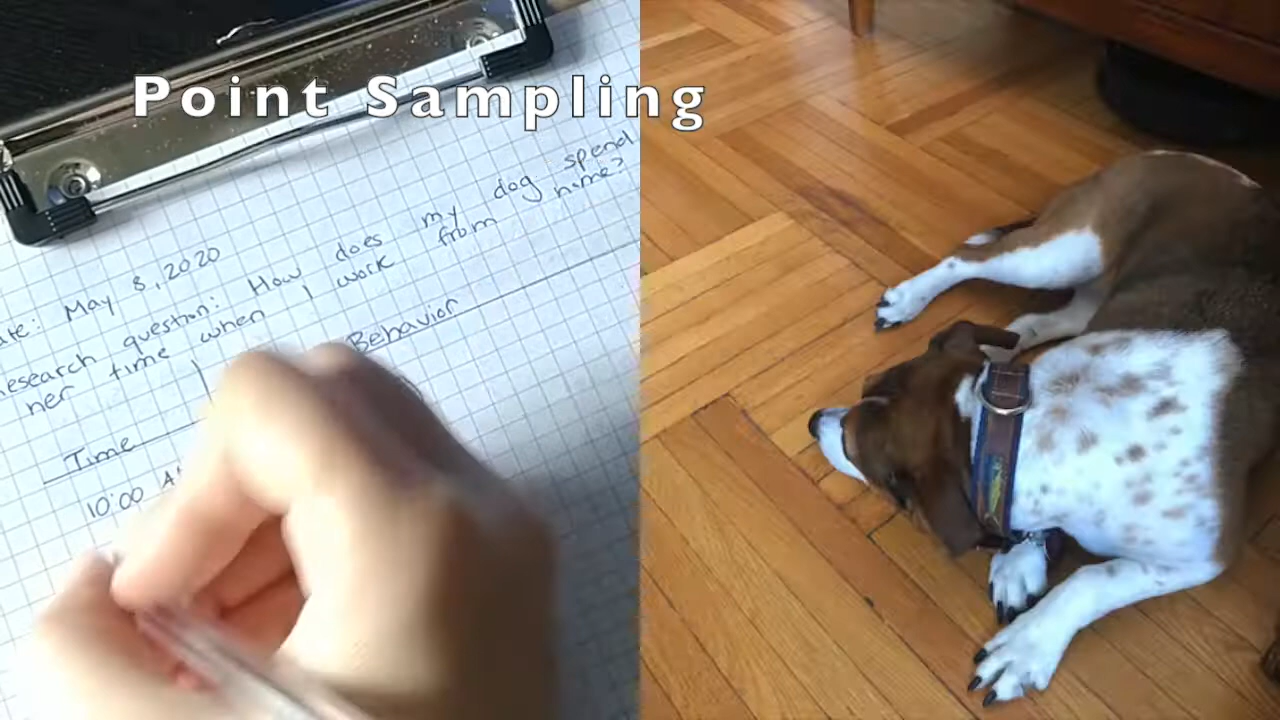 Point Sampling
May 8, 2020
research question: How does my dog spend
her time when I work from home?
Time Behavior
10:00 A